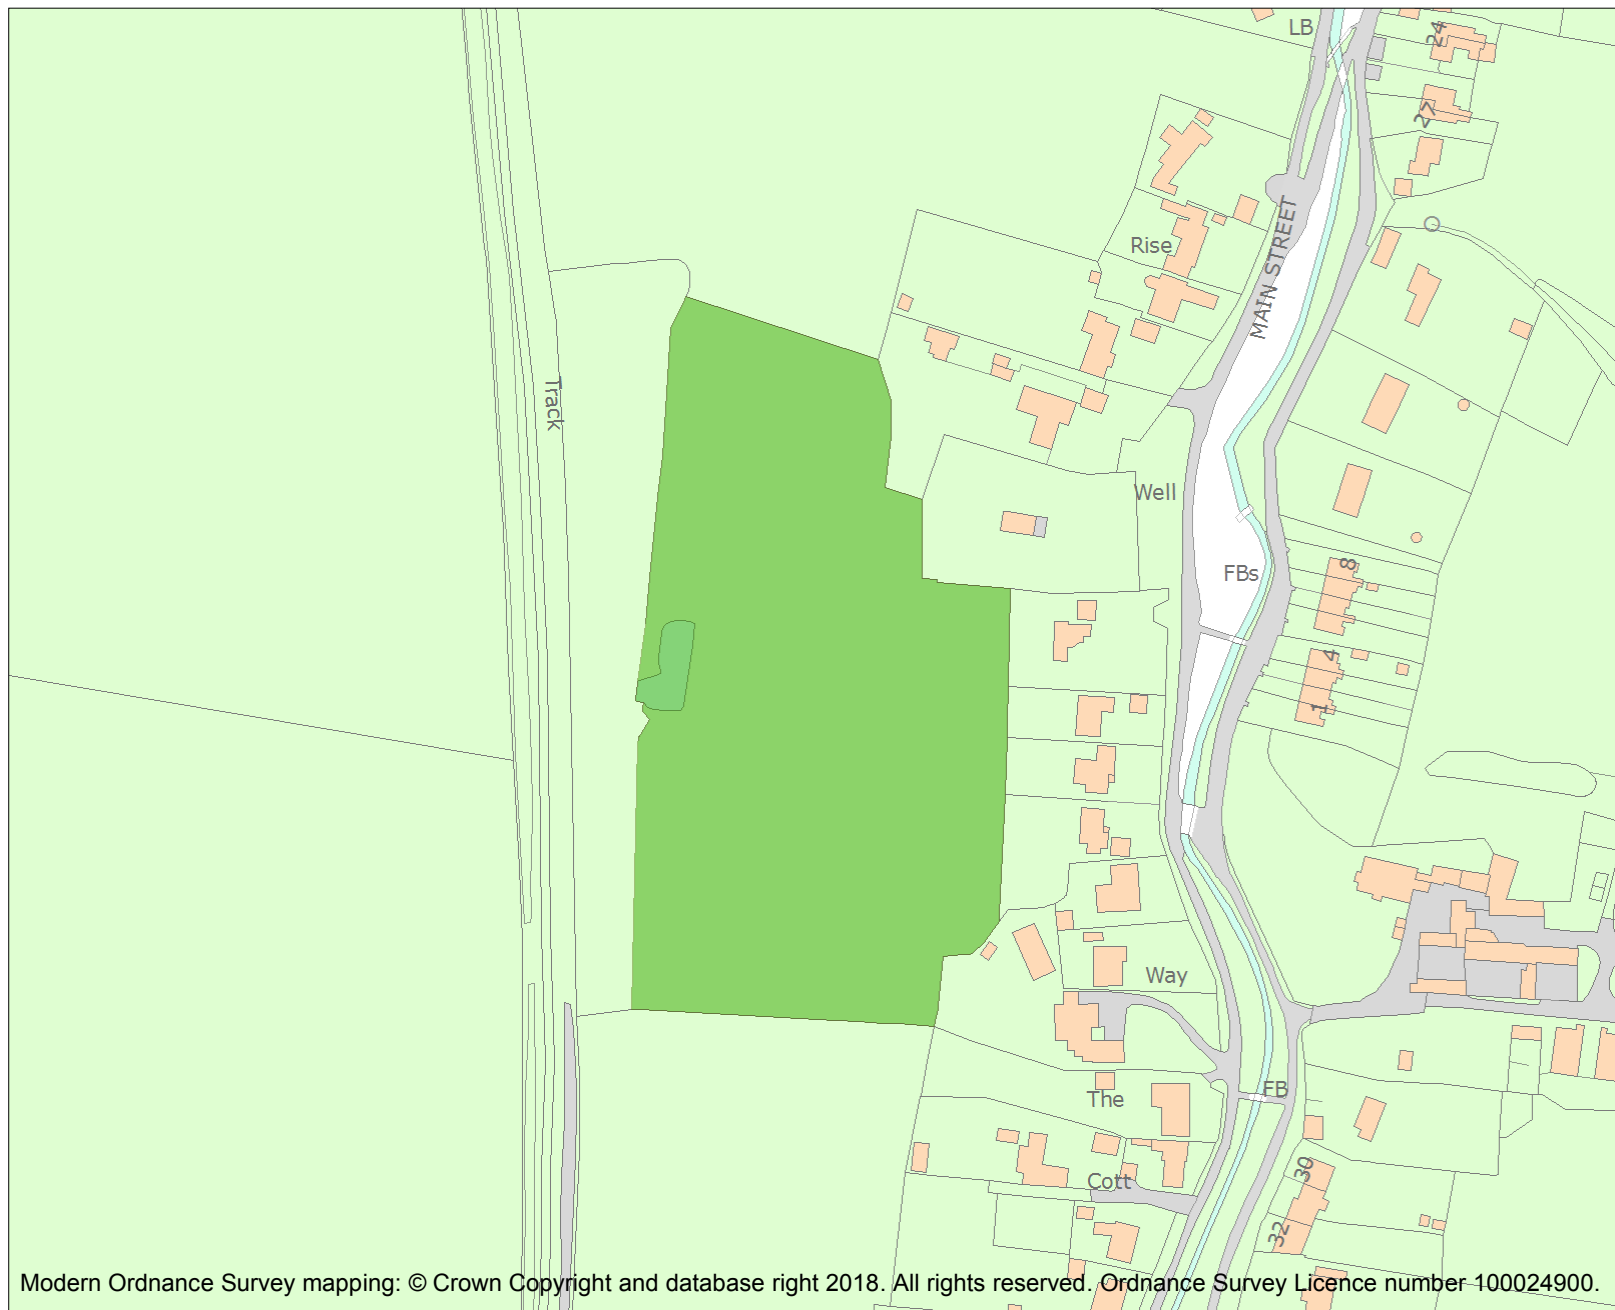 LB
24
27
MAIN STREET
Rise
Track
Well
FBs
8
4
1
Way
FB
The
Cott
30
32
Modern Ordnance Survey mapping: © Crown Copyright and database right 2018. All rights reserved. Ordnance Survey Licence number 100024900.